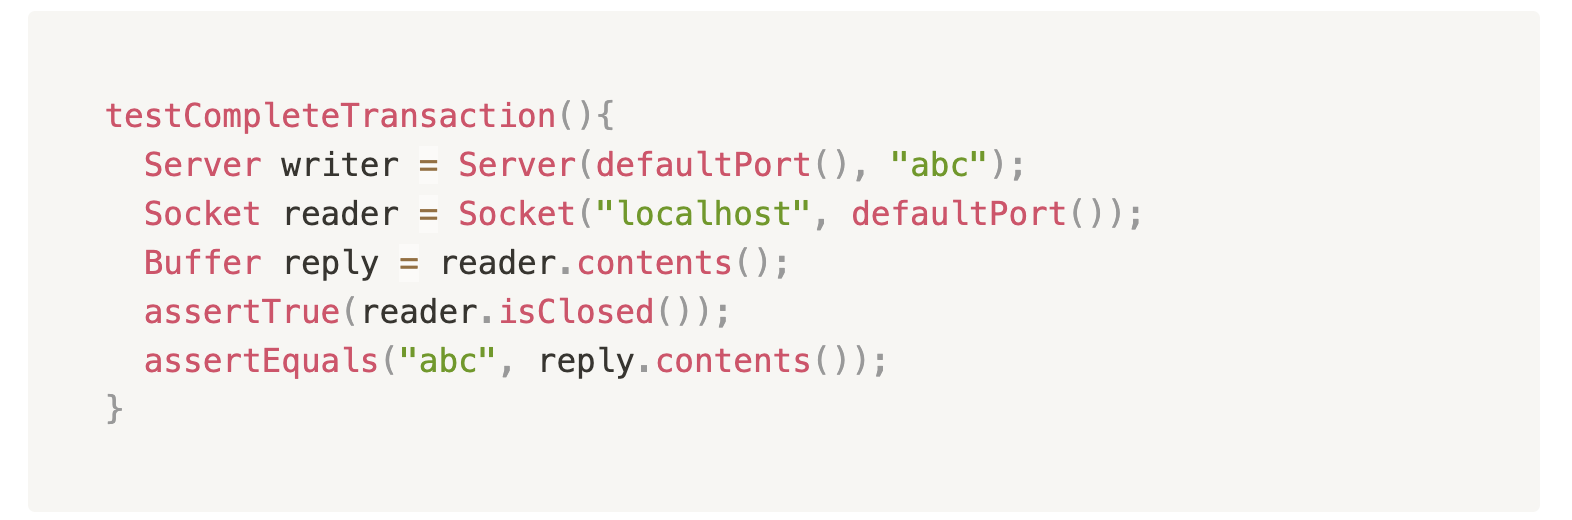 testCompleteTransaction(){
  Server writer = Server(defaultPort(), "abc");
  Socket reader = Socket("localhost", defaultPort());
  Buffer reply = reader.contents();
  assertTrue(reader.isClosed());
  assertEquals("abc", reply.contents());
}